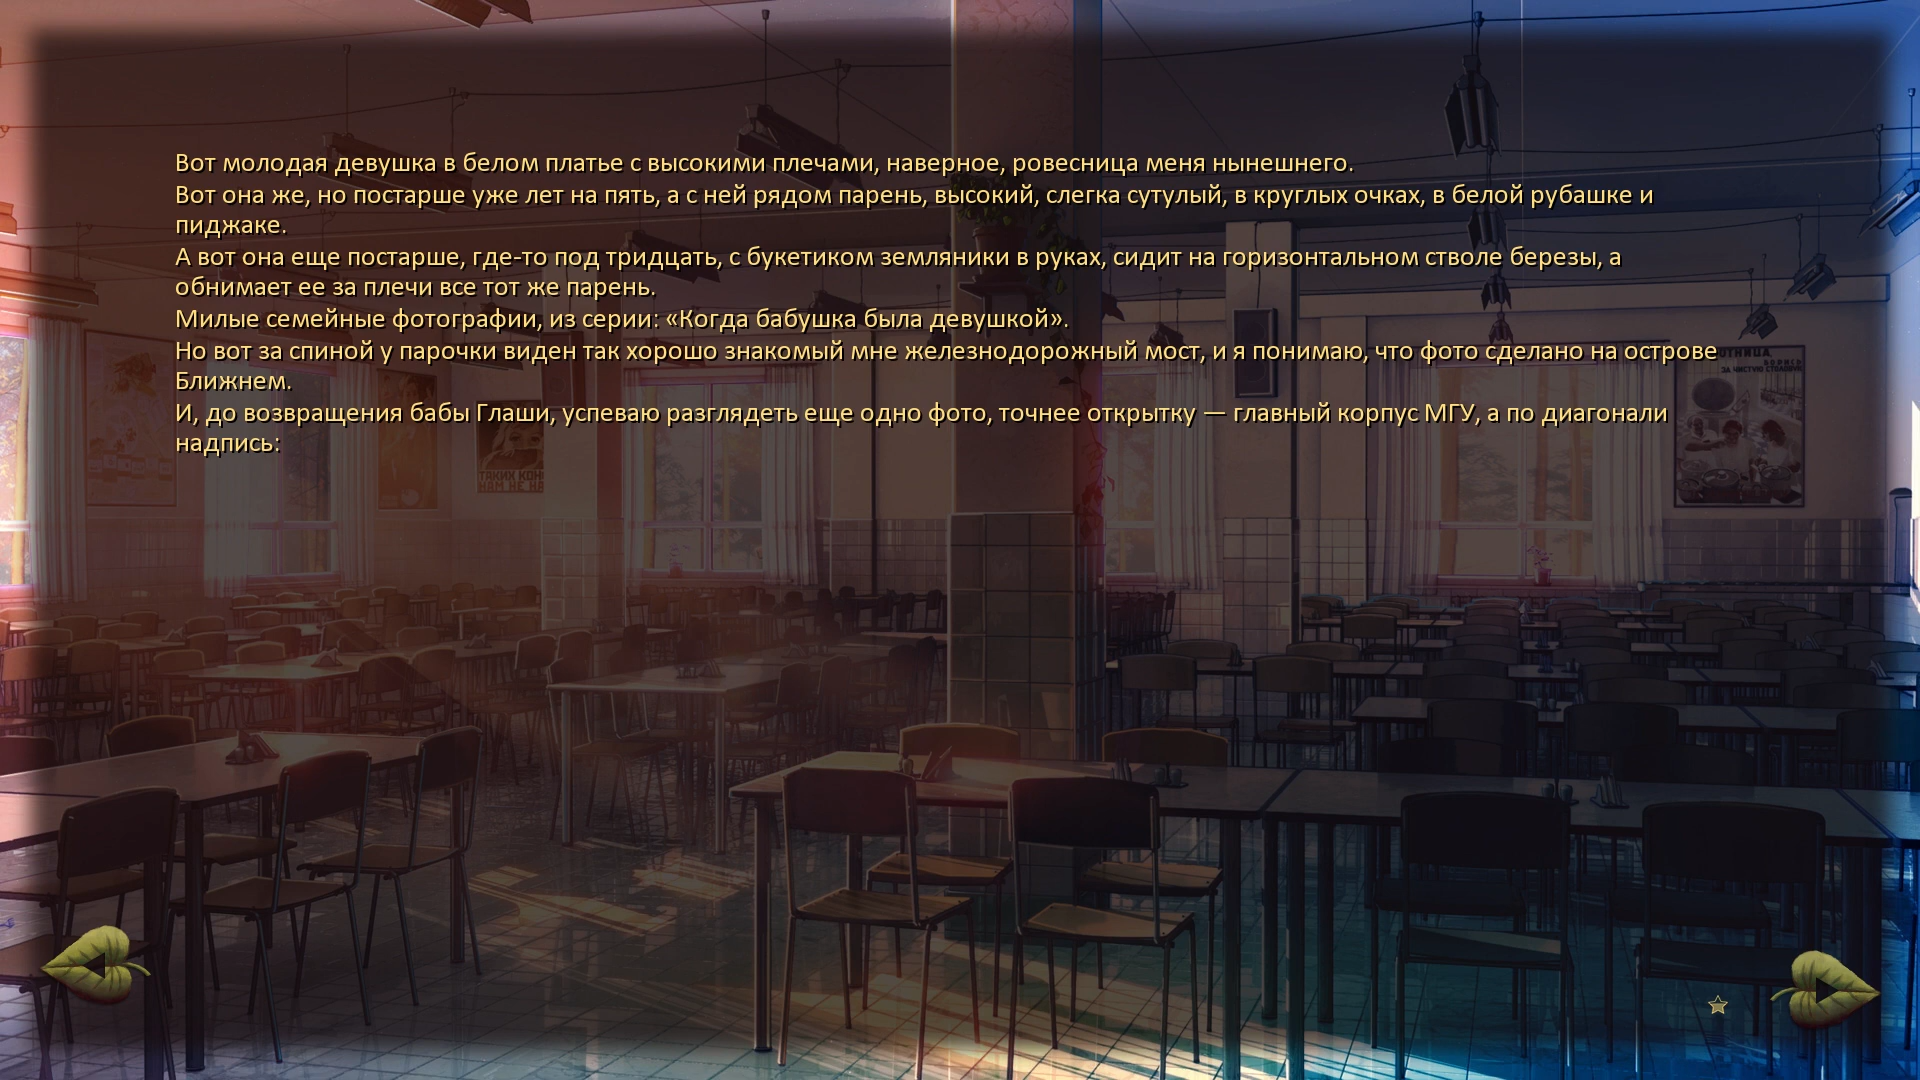 Вот молодая девушка в белом платье с высокими плечами, наверное, ровесница меня нынешнего.
Вот она же, но постарше уже лет на пять, а с ней рядом парень, высокий, слегка сутулый, в круглых очках, в белой рубашке и
пиджаке.
А вот она еще постарше, где-то под тридцать, с букетиком земляники в руках, сидит на горизонтальном стволе березы, а
обнимает ее за плечи все тот же парень.
Милые семейные фотографии, из серии: «Когда бабушка была девушкой».
Но вот за спиной у парочки виден так хорошо знакомый мне железнодорожный мост, и я понимаю, что фото сделано на острове
Ближнем.
И, до возвращения бабы Глаши, успеваю разглядеть еще одно фото, точнее открытку — главный корпус МГУ, а по диагонали
надпись:
ЗА ЧИСТУЮ
ТАКИХ
НАМ НЕ